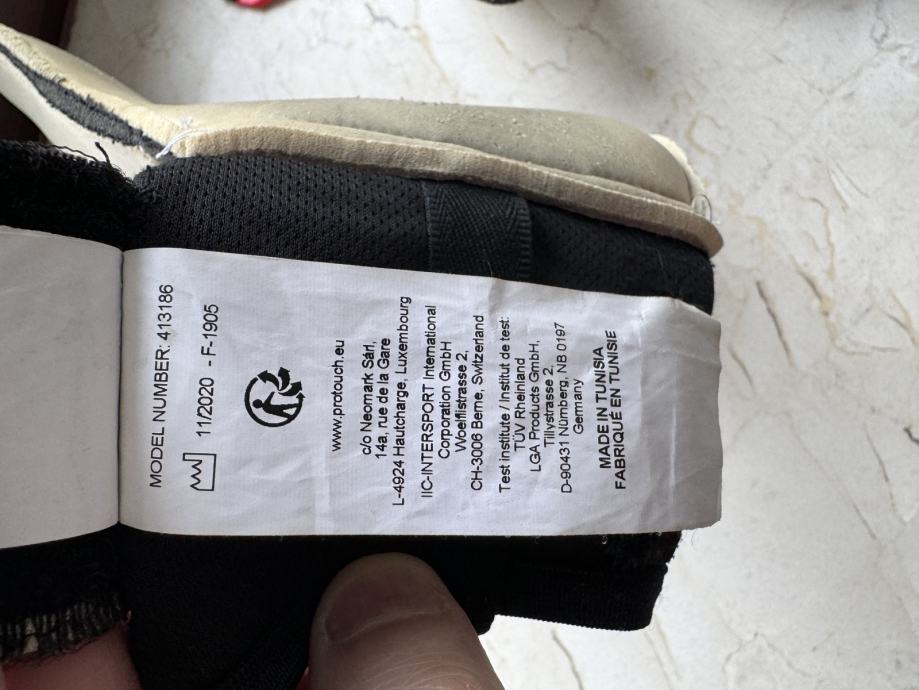 MODEL NUMBER: 413186
11/2020 - F-1905
www.protouch.eu
c/o Neomark Sàrl,
14a, rue de la Gare
L-4924 Hautcharge, Luxembourg
IIC-INTERSPORT International
Corporation GmbH
Woelflistrasse 2,
CH-3006 Berne, Switzerland
Test institute / Institut de test:
TÜV Rheinland
LGA Products GmbH,
Tillystrasse 2,
D-90431 Nürnberg, NB 0197
Germany
MADE IN TUNISIA
FABRIQUÉ EN TUNISIE